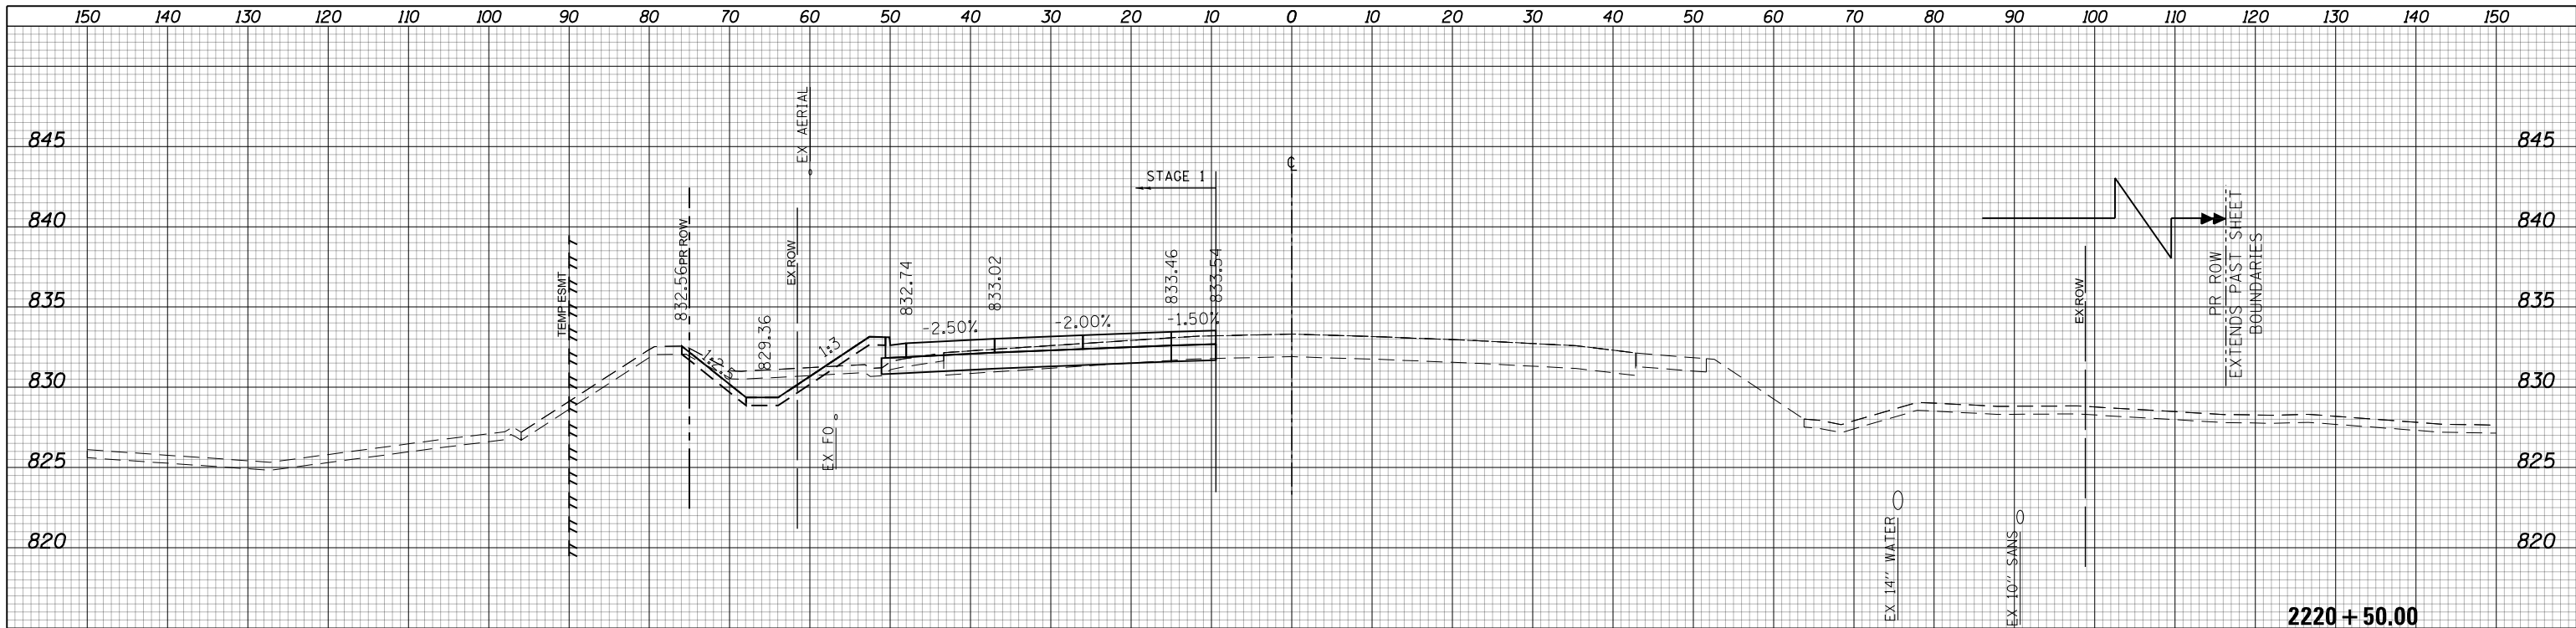 150 140 130 120 110 100 90 80 70 60 50 40 30 20 10 0 10 20 30 40 50 60 70 80 90 100 110 120 130 140 150
EX AERIAL
845 845
℄
STAGE 1
840 840
TEMP ESMT
832.56
PR ROW
829.36
EX ROW
832.74
833.02
833.46
833.54
EX ROW
PR ROW
EXTENDS PAST SHEET
BOUNDARIES
835 835
-2.50%
-2.00%
-1.50%
1:2.5
1:3
830 830
EX FO
825 825
820 820
EX 14'' WATER
EX 10'' SANS
2220 + 50.00